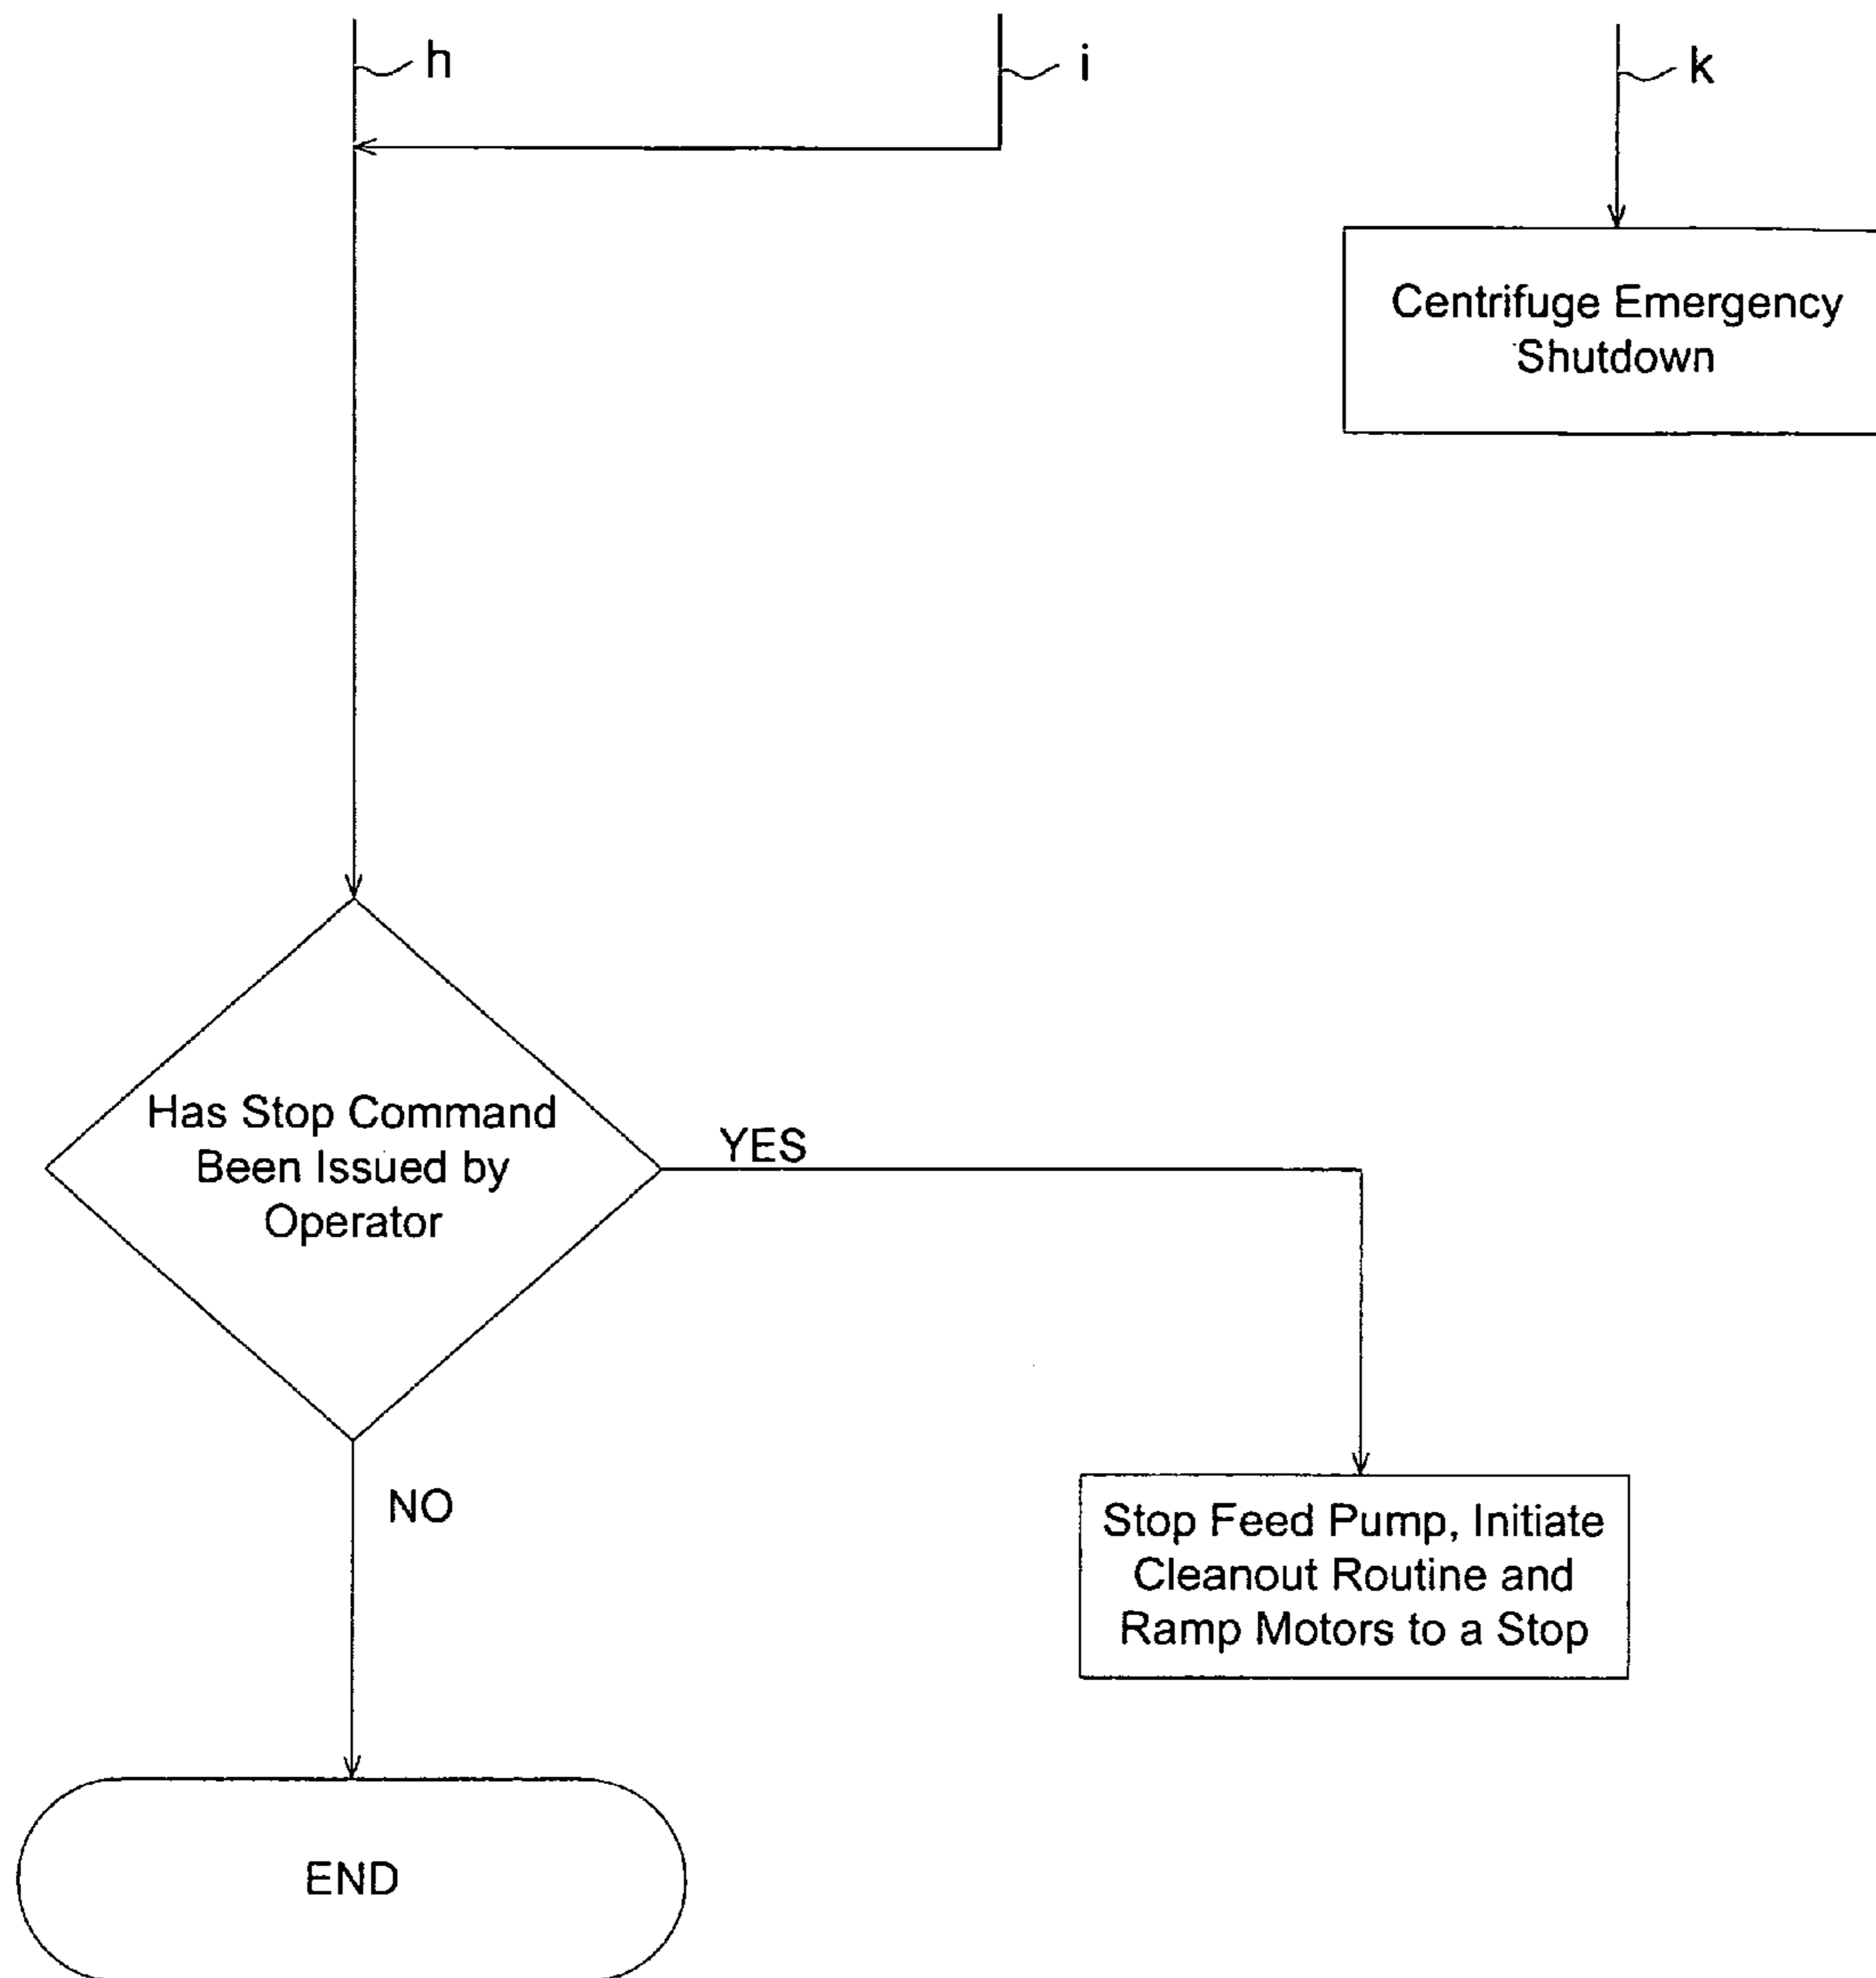 h
i
k
Centrifuge Emergency
Shutdown
Has Stop Command
Been Issued by
Operator
YES
NO
Stop Feed Pump, Initiate
Cleanout Routine and
Ramp Motors to a Stop
END